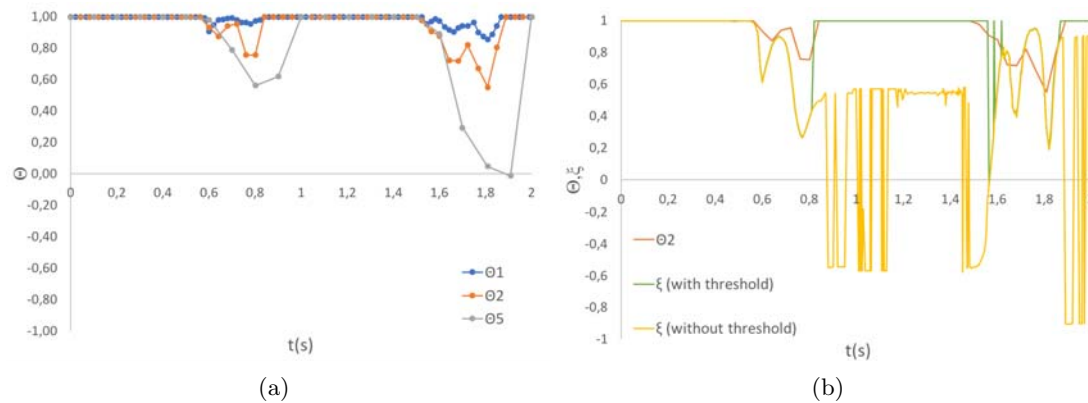 1,00
0,80
0,60
0,40
0,20
0,00
-0,20
-0,40
-0,60
-0,80
-1,00
Θ
0 0,2 0,4 0,6 0,8 1 1,2 1,4 1,6 1,8 2
Θ1
Θ2
Θ5
t(s)
(a)
1
0,8
0,6
0,4
0,2
0
-0,2
-0,4
-0,6
-0,8
-1
Θ,ξ
0 0,2 0,4 0,6 0,8 1 1,2 1,4 1,6 1,8
Θ2
ξ (with threshold)
ξ (without threshold)
t(s)
(b)